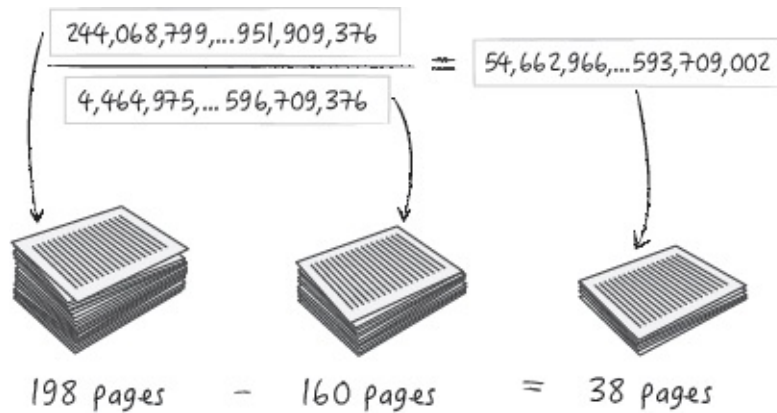 244,068,799,...951,909,376
4,464,975,... 596,709,376
= 54,662,966,...593,709,002
198 pages - 160 pages = 38 pages